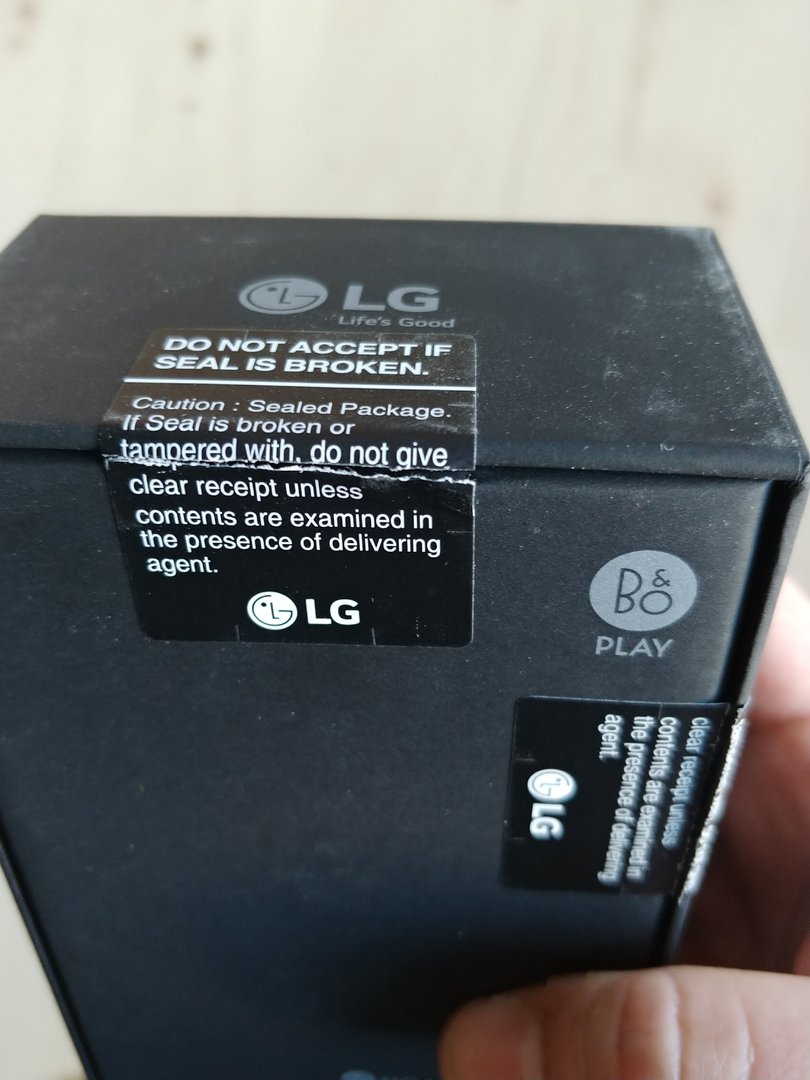 LG
Life's Good
DO NOT ACCEPT IF
SEAL IS BROKEN.
Caution : Sealed Package.
If Seal is broken or
tampered with, do not give
clear receipt unless
contents are examined in
the presence of delivering
agent.
LG
B&O
PLAY
clear receipt unless
contents are examined in
the presence of delivering
agent.
LG